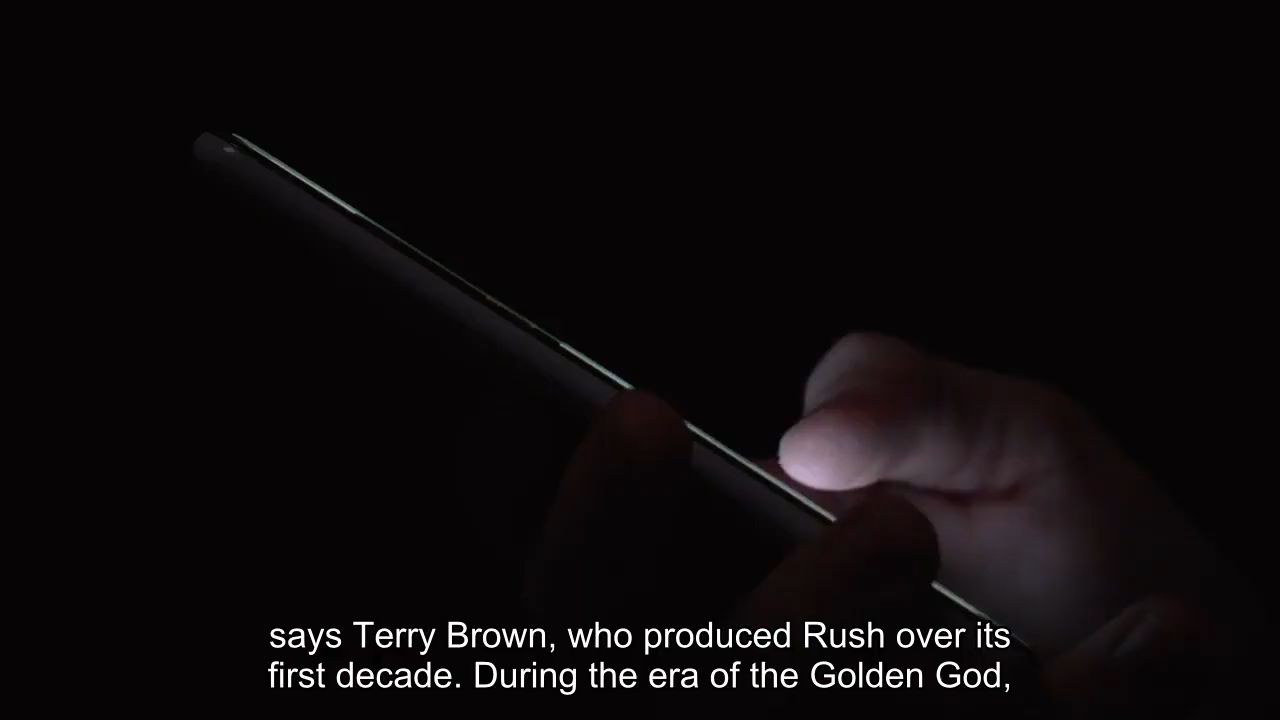 says Terry Brown, who produced Rush over its
first decade. During the era of the Golden God,